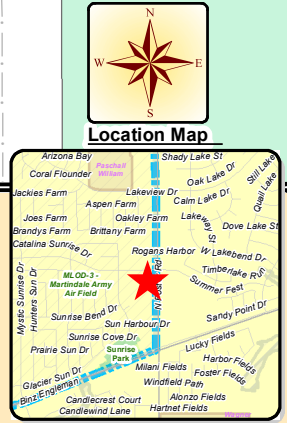 N
W
E
S
Location Map
Arizona Bay
Shady Lake St
Paschall
William
Coral Flounder
Oak Lake Dr
Still Lake
Quail Lake
Jackies Farm
Lakeview Dr
Calm Lake Dr
Aspen Farm
Joes Farm
Oakley Farm
Lake-
way St
Dove Lake St
Brandys Farm
Brittany Farm
Catalina Sunrise Dr
Rogans Harbor
W Lakebend Dr
Timberlake Run
MLOD-3 -
Martindale Army
Air Field
Summer Fest
Mystic Sunrise Dr
Hunters Sun Dr
Sunrise Bend Dr
Sandy Point Dr
Sun Harbour Dr
Sunrise Cove Dr
Lucky Fields
Prairie Sun Dr
Sunrise
Park
Harbor Fields
Milani Fields
Foster Fields
Glacier Sun Dr
Windfield Path
Binz Engleman
Candlecrest Court
Alonzo Fields
Candlewind Lane
Hartnet Fields
Wagner